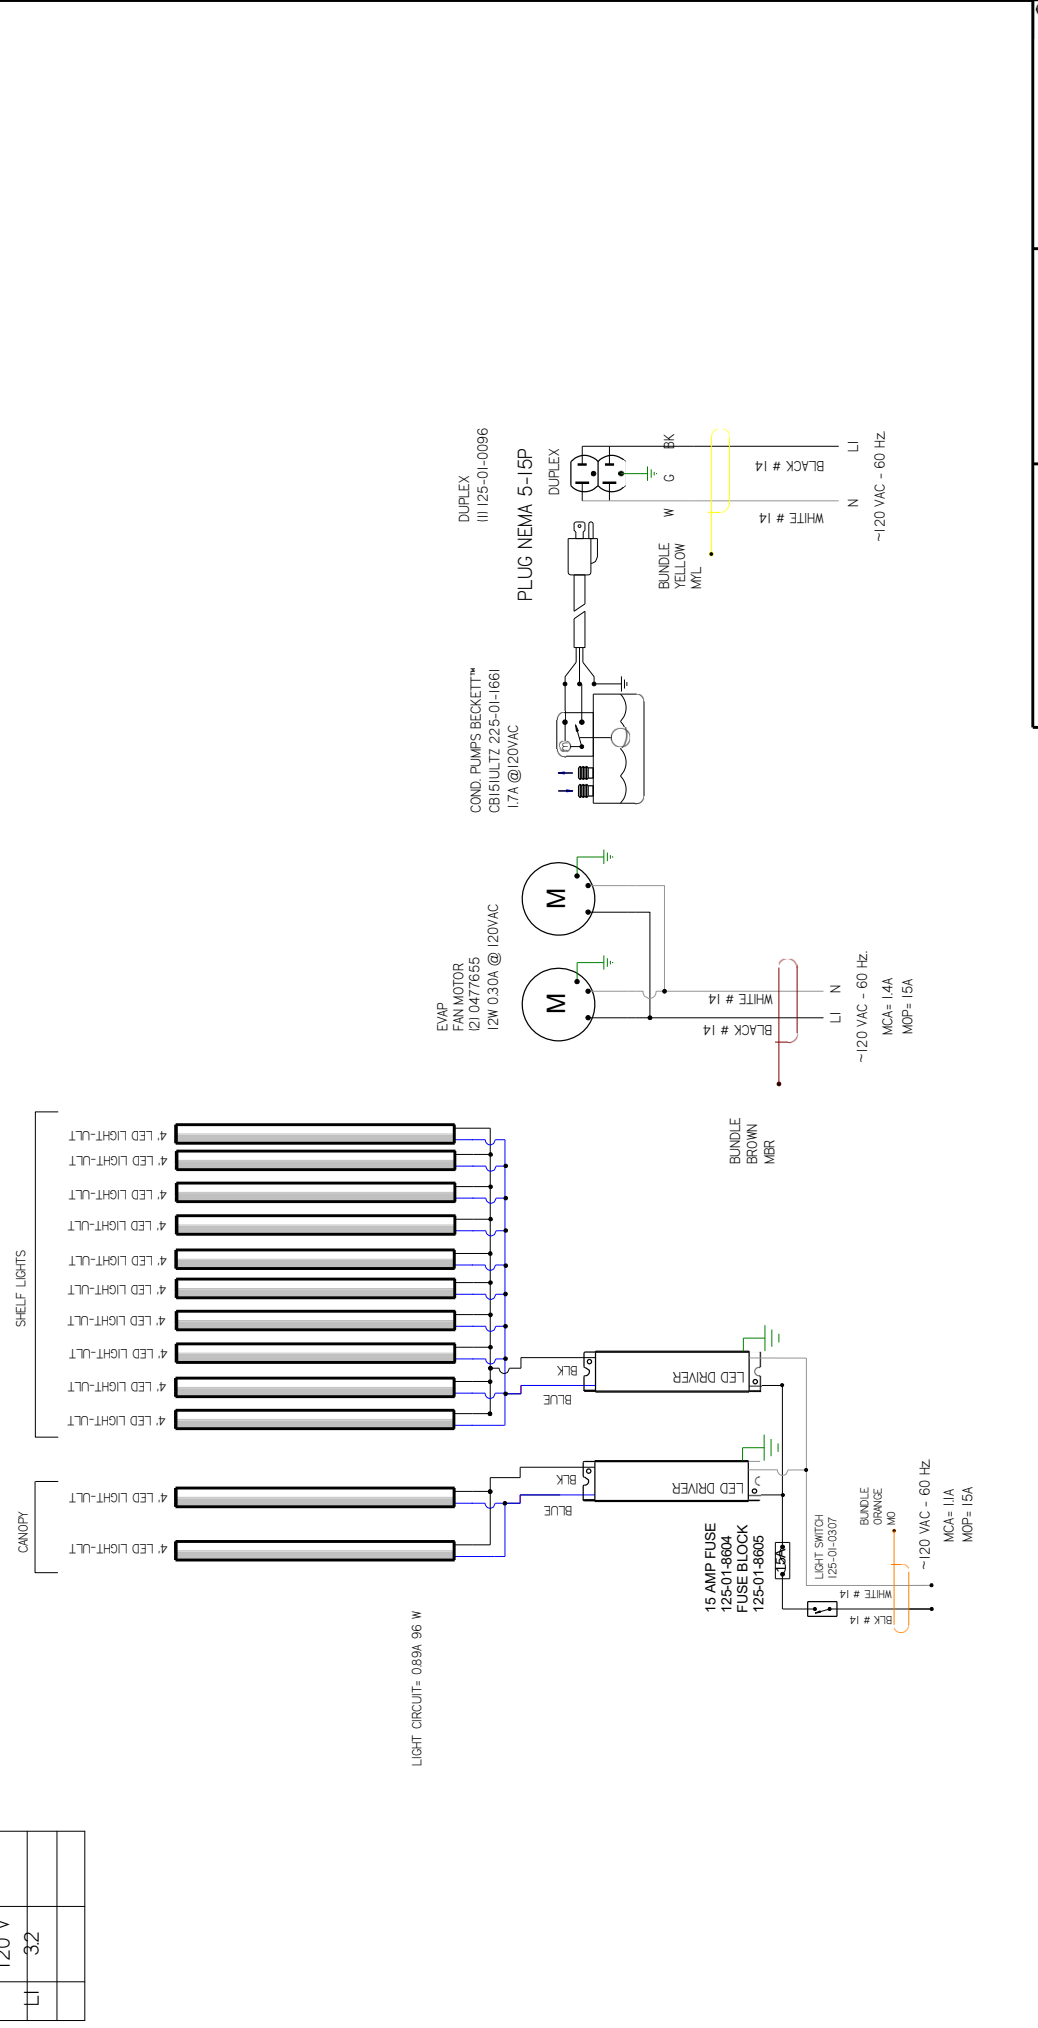 120 V
L1 3.2
CANOPY
4'. LED LIGHT-ULT
4'. LED LIGHT-ULT
SHELF LIGHTS
4'. LED LIGHT-ULT
4'. LED LIGHT-ULT
4'. LED LIGHT-ULT
4'. LED LIGHT-ULT
4'. LED LIGHT-ULT
4'. LED LIGHT-ULT
4'. LED LIGHT-ULT
4'. LED LIGHT-ULT
4'. LED LIGHT-ULT
4'. LED LIGHT-ULT
LIGHT CIRCUIT= 0.89A 96 W
BLUE
BLK
BLUE
BLK
LED DRIVER
LED DRIVER
15 AMP FUSE
125-01-8604
FUSE BLOCK
125-01-8605
15A
LIGHT SWITCH
125-01-0307
BUNDLE
ORANGE
MO
BLK # 14
WHITE # 14
~120 VAC - 60 Hz.
MCA= 1.1A
MOP= 15A
EVAP
FAN MOTOR
(2) 0477655
12W 0.30A @ 120VAC
M
M
BUNDLE
BROWN
MBR
BLACK # 14
WHITE # 14
L1 N
~120 VAC - 60 Hz.
MCA= 1.4A
MOP= 15A
COND. PUMPS BECKETT™
CB151ULTZ 225-01-1661
1.7A @120VAC
DUPLEX
(1) 125-01-0096
PLUG NEMA 5-15P
DUPLEX
W G BK
BUNDLE
YELLOW
MYL
WHITE # 14
BLACK # 14
N L1
~120 VAC - 60 Hz.